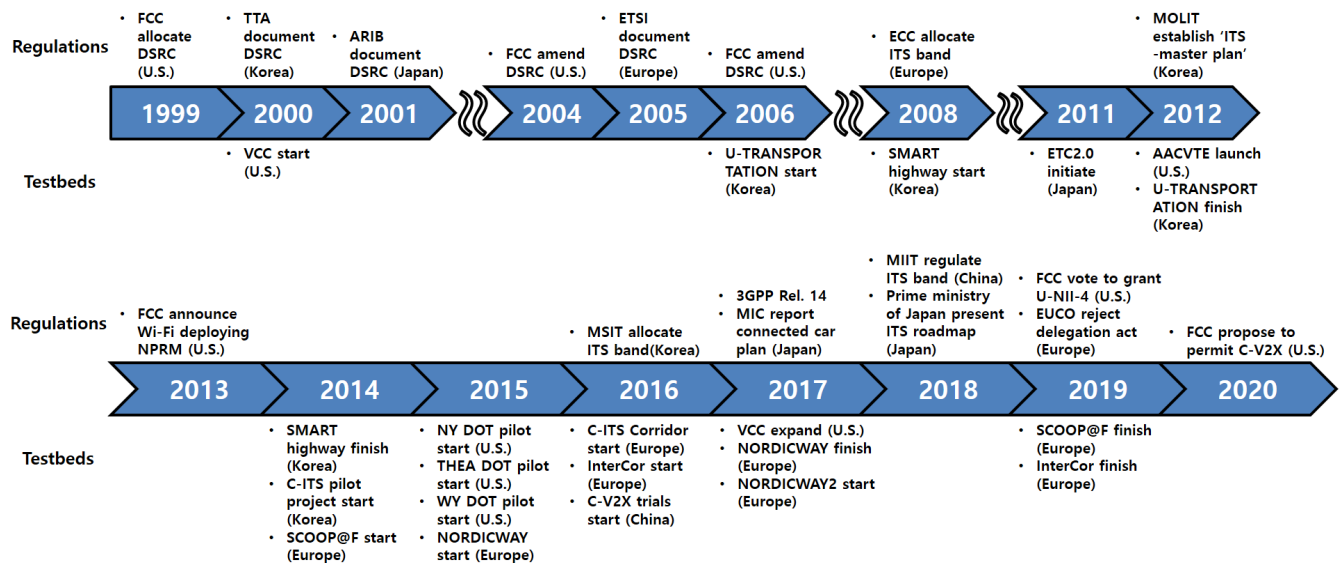 Regulations
• FCC
allocate
DSRC
(U.S.)
• TTA
document
DSRC
(Korea)
• ARIB
document
DSRC (Japan)
• FCC amend
DSRC (U.S.)
• ETSI
document
DSRC
(Europe)
• FCC amend
DSRC (U.S.)
• ECC allocate
ITS band
(Europe)
• MOLIT
establish ‘ITS
-master plan’
(Korea)
1999
2000
2001
2004
2005
2006
2008
2011
2012
Testbeds
• VCC start
(U.S.)
• U-TRANSPOR
TATION start
(Korea)
• SMART
highway start
(Korea)
• ETC2.0
initiate
(Japan)
• AACVTE launch
(U.S.)
• U-TRANSPORT
ATION finish
(Korea)
Regulations
• FCC announce
Wi-Fi deploying
NPRM (U.S.)
• MSIT allocate
ITS band(Korea)
• 3GPP Rel. 14
• MIC report
connected car
plan (Japan)
• MIIT regulate
ITS band (China)
• Prime ministry
of Japan present
ITS roadmap
(Japan)
• FCC vote to grant
U-NII-4 (U.S.)
• EUCO reject
delegation act
(Europe)
• FCC propose to
permit C-V2X (U.S.)
2013
2014
2015
2016
2017
2018
2019
2020
Testbeds
• SMART
highway finish
(Korea)
• C-ITS pilot
project start
(Korea)
• SCOOP@F start
(Europe)
• NY DOT pilot
start (U.S.)
• THEA DOT pilot
start (U.S.)
• WY DOT pilot
start (U.S.)
• NORDICWAY
start (Europe)
• C-ITS Corridor
start (Europe)
• InterCor start
(Europe)
• C-V2X trials
start (China)
• VCC expand (U.S.)
• NORDICWAY finish
(Europe)
• NORDICWAY2 start
(Europe)
• SCOOP@F finish
(Europe)
• InterCor finish
(Europe)